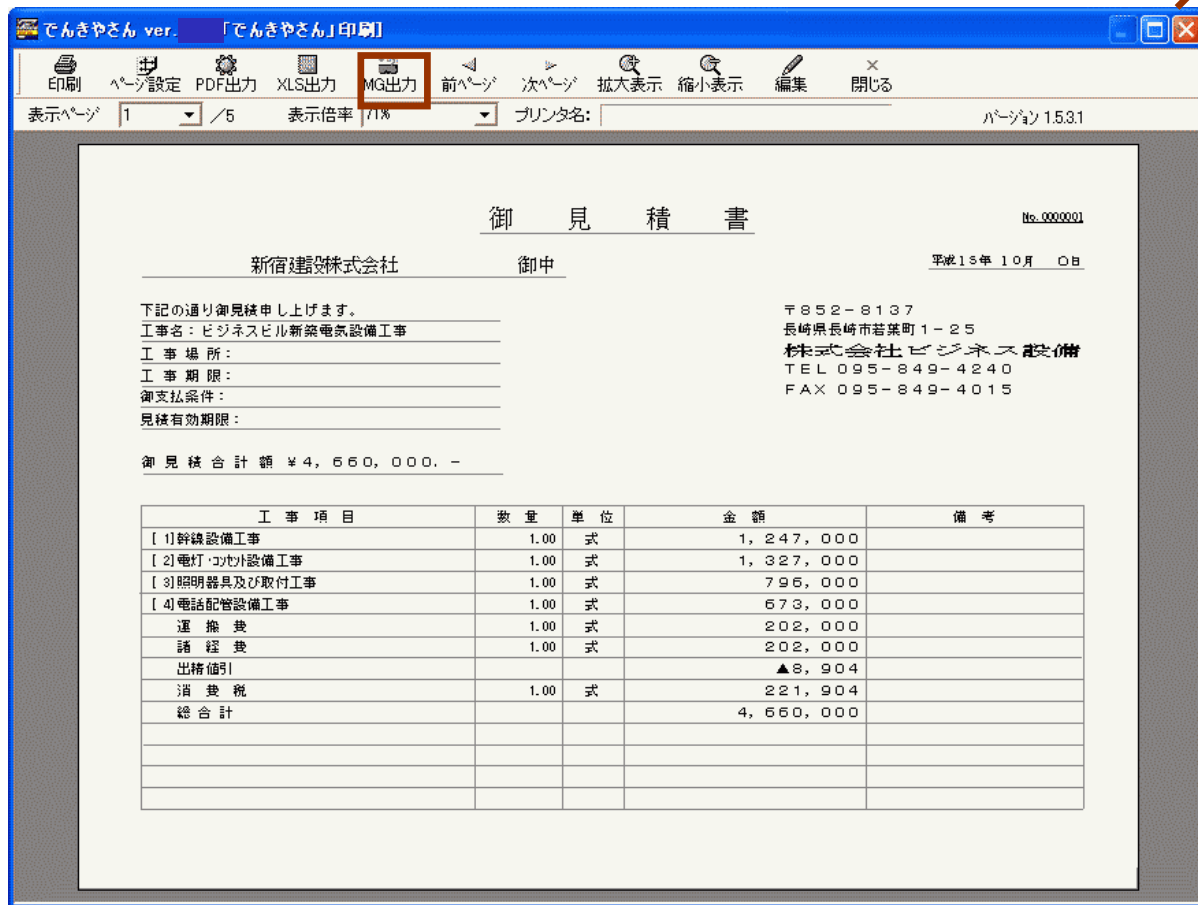 でんきやさん ver. 「でんきやさん」印刷]
印刷 ページ設定 PDF出力 XLS出力 MG出力 前ページ 次ページ 拡大表示 縮小表示 編集 閉じる
表示ページ 1 /5 表示倍率 71% プリンタ名: バージョン 1.5.3.1
御 見 積 書
No. 0000001
新宿建設株式会社 御中
平成15年10月 0日
下記の通り御見積申し上げます。
工事名：ビジネスビル新築電気設備工事
工 事 場 所：
工 事 期 限：
御支払条件：
見積有効期限：
〒852-8137
長崎県長崎市若葉町1-25
株式会社ビジネス設備
TEL 095-849-4240
FAX 095-849-4015
御 見 積 合 計 額 ￥4, 660, 000. -
工 事 項 目 数 量 単 位 金 額 備 考
[ 1]幹線設備工事 1.00 式 1, 247, 000
[ 2]電灯・コンセント設備工事 1.00 式 1, 327, 000
[ 3]照明器具及び取付工事 1.00 式 796, 000
[ 4]電話配管設備工事 1.00 式 673, 000
運 搬 費 1.00 式 202, 000
諸 経 費 1.00 式 202, 000
出精値引 ▲8, 904
消 費 税 1.00 式 221, 904
総 合 計 4, 660, 000